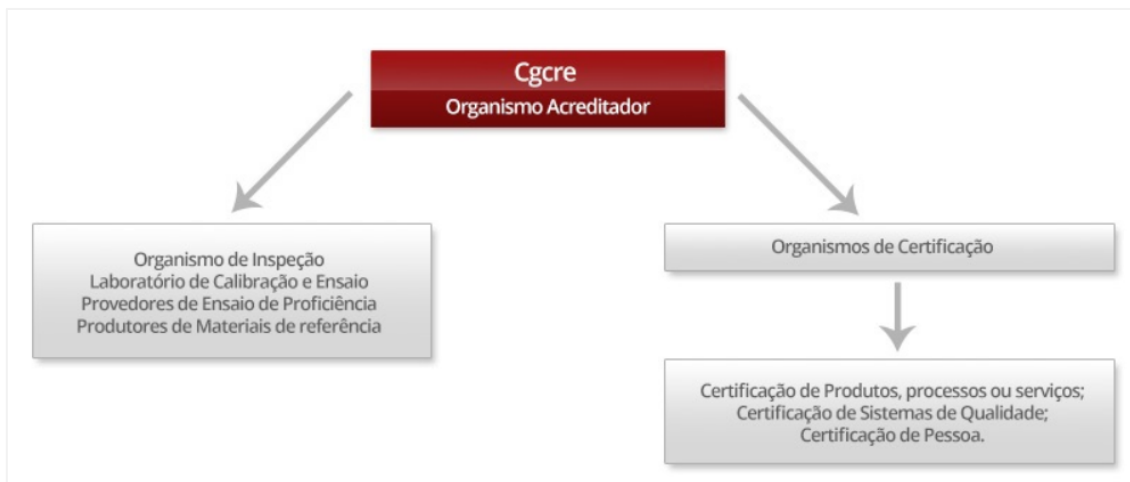 Cgcre
Organismo Acreditador
Organismo de Inspeção
Laboratório de Calibração e Ensaio
Provedores de Ensaio de Proficiência
Produtores de Materiais de referência
Organismos de Certificação
Certificação de Produtos, processos ou serviços;
Certificação de Sistemas de Qualidade;
Certificação de Pessoa.